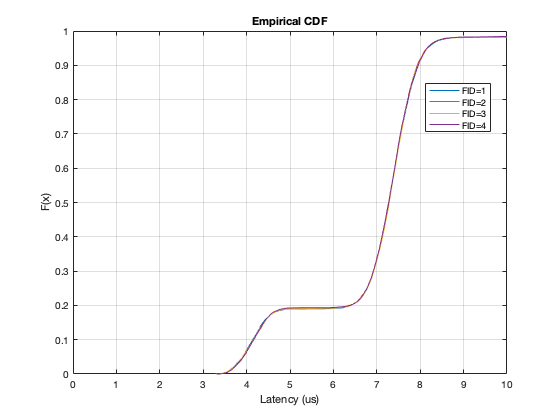 Empirical CDF
1
0.9
0.8
0.7
0.6
0.5
0.4
0.3
0.2
0.1
0
F(x)
FID=1
FID=2
FID=3
FID=4
0 1 2 3 4 5 6 7 8 9 10
Latency (us)